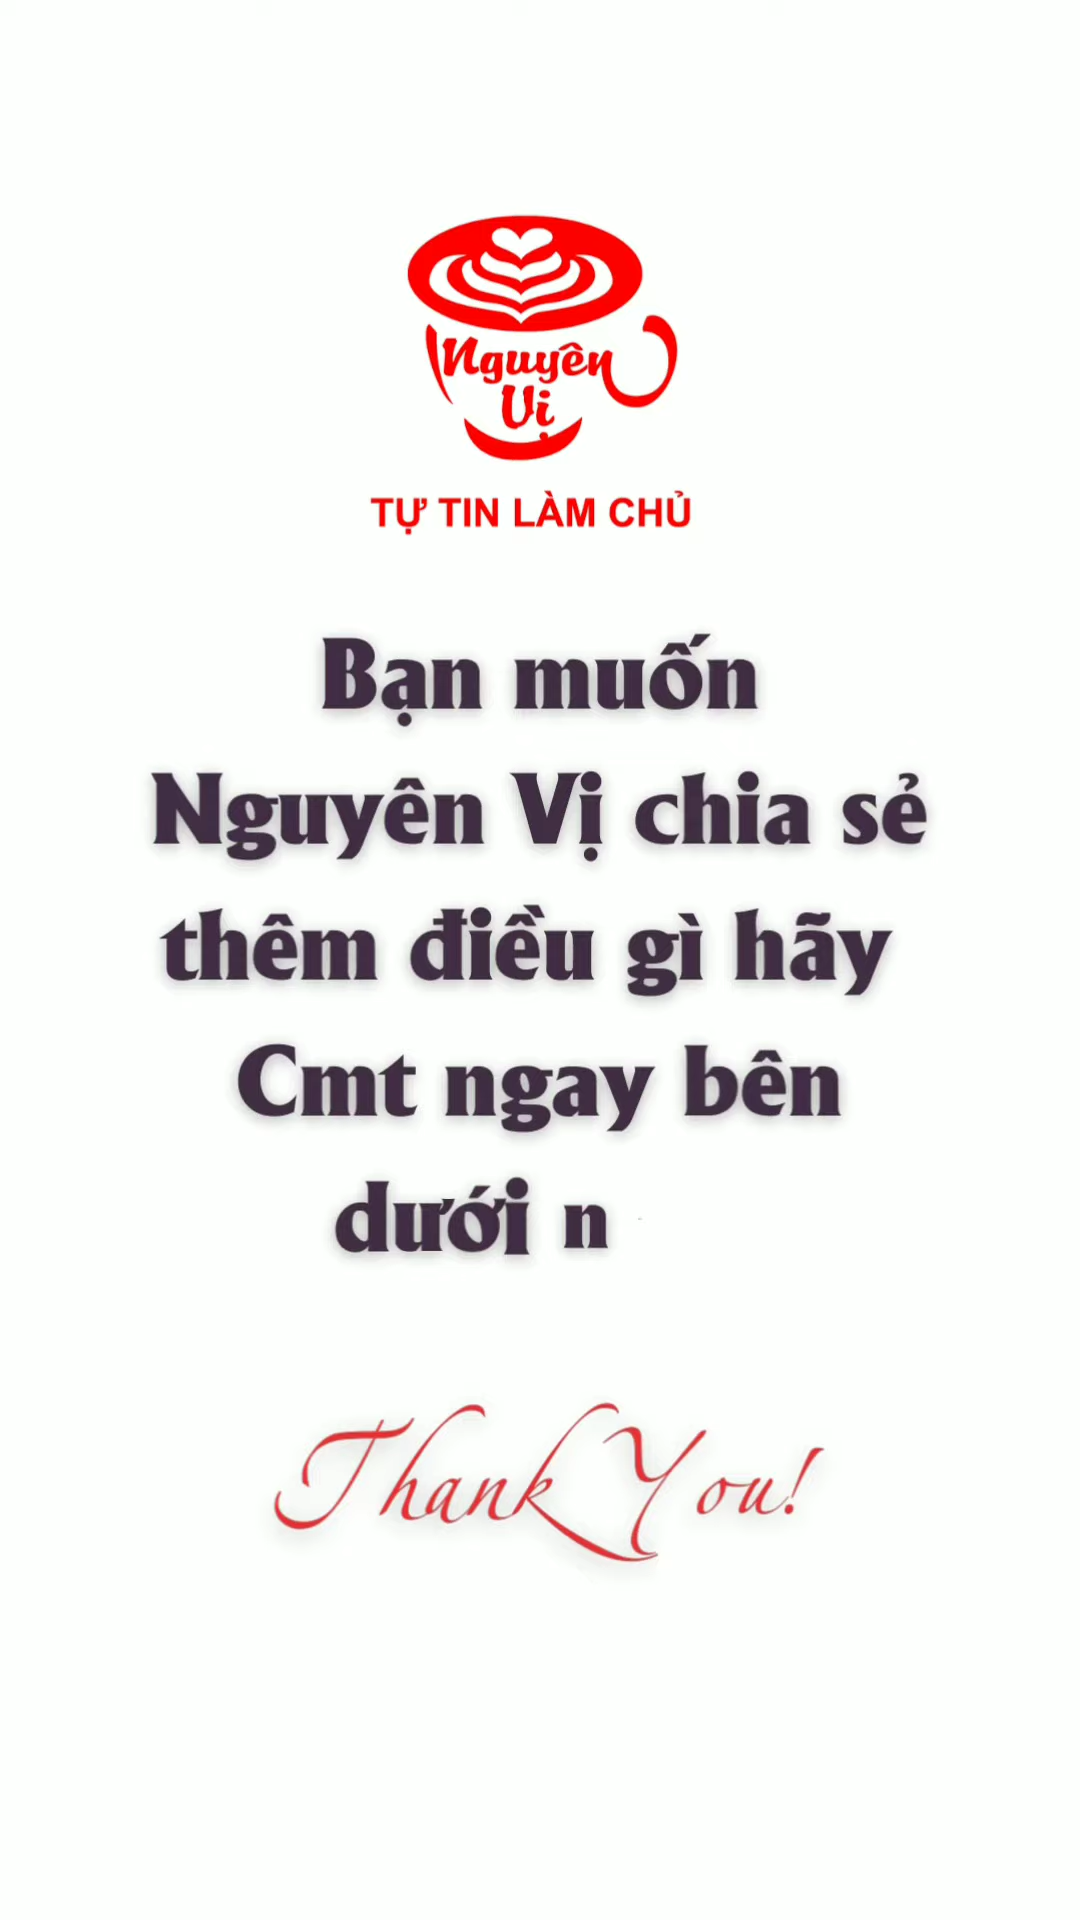 Nguyên
Vị
TỰ TIN LÀM CHỦ
Bạn muốn
Nguyên Vị chia sẻ
thêm điều gì hãy
Cmt ngay bên
dưới n
Thank You!